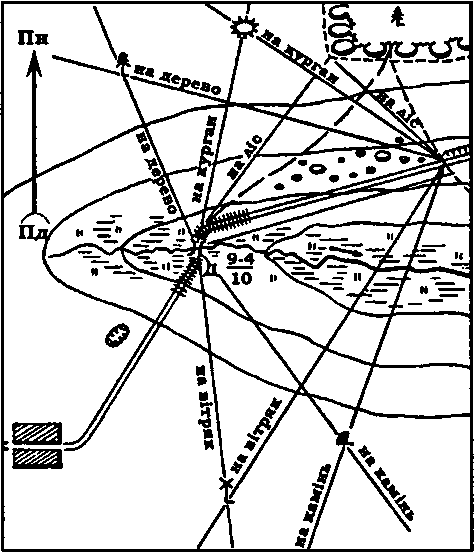 Пн
на курган
на дерево
на ліс
на курган
на ліс
на дерево
Пд
9-4
10
на вітряк
на вітряк
на камінь
на камінь